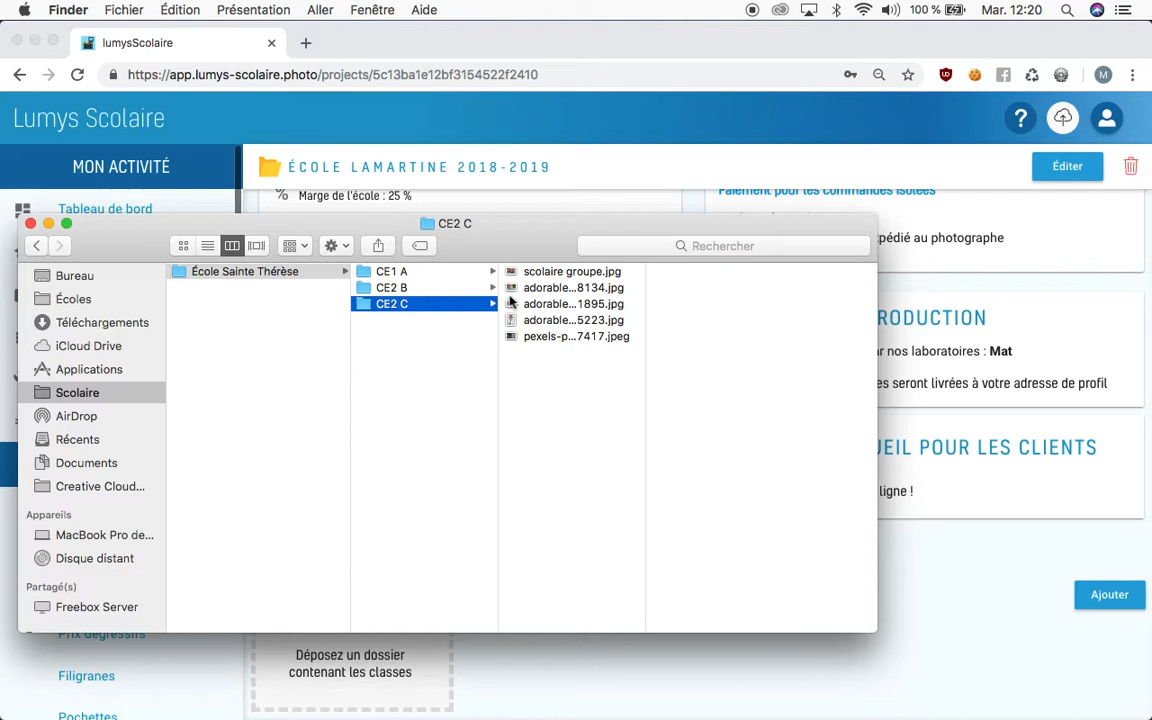 Finder Fichier Édition Présentation Aller Fenêtre Aide 100 % Mar. 12:20
lumysScolaire
https://app.lumys-scolaire.photo/projects/5c13ba1e12bf3154522f2410 M
Lumys Scolaire
MON ACTIVITÉ
ÉCOLE LAMARTINE 2018-2019
Éditer
Tableau de bord
% Marge de l'école : 25 %
Paiement pour les commandes isolées
CE2 C
xpédié au photographe
Rechercher
Bureau
Écoles
Téléchargements
iCloud Drive
Applications
Scolaire
AirDrop
Récents
Documents
Creative Cloud...
Appareils
MacBook Pro de...
Disque distant
Partagé(s)
Freebox Server
École Sainte Thérèse
CE1 A
CE2 B
CE2 C
scolaire groupe.jpg
adorable...8134.jpg
adorable...1895.jpg
adorable...5223.jpg
pexels-p...7417.jpeg
RODUCTION
ar nos laboratoires : Mat
es seront livrées à votre adresse de profil
UEIL POUR LES CLIENTS
ligne !
Ajouter
Prix dégressifs
Filigranes
Pochettes
Déposez un dossier
contenant les classes